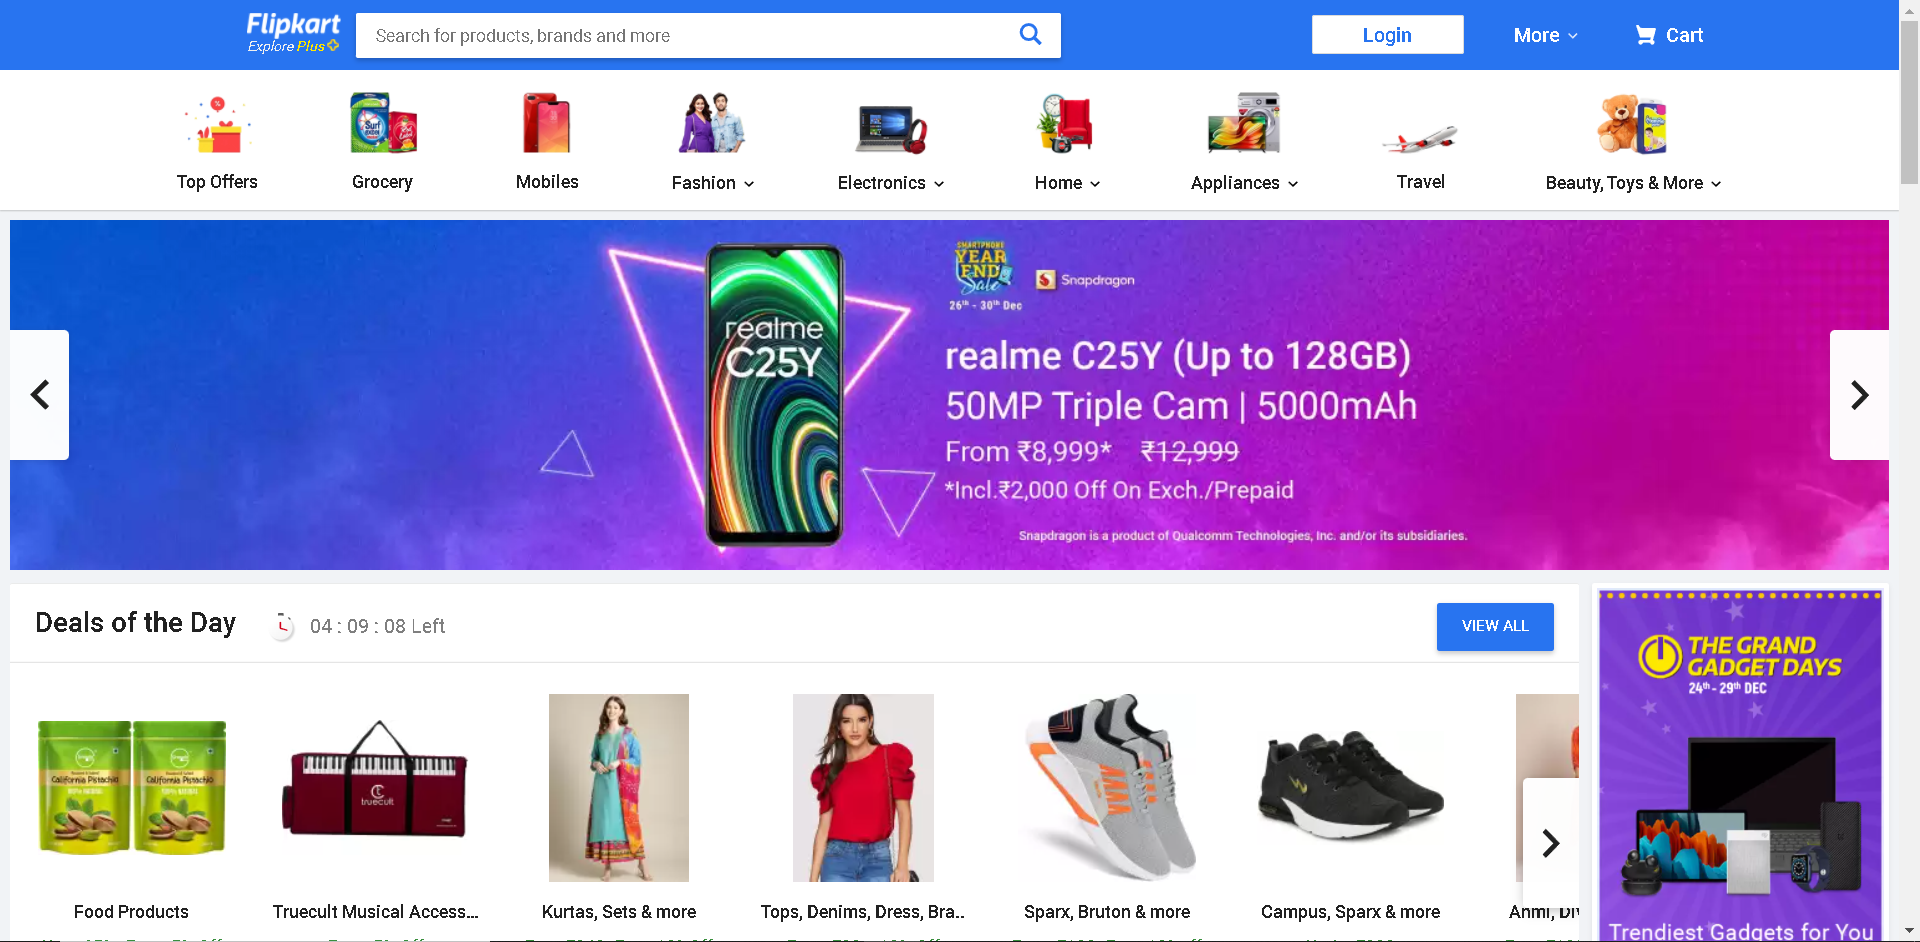 Flipkart
Explore Plus
Search for products, brands and more
Login
More
Cart
Top Offers
Grocery
Mobiles
Fashion
Electronics
Home
Appliances
Travel
Beauty, Toys & More
SMARTPHONE
YEAR
END
Sale
26th - 30th Dec
Snapdragon
realme
C25Y
realme C25Y (Up to 128GB)
50MP Triple Cam | 5000mAh
From ₹8,999* ₹12,999
*Incl.₹2,000 Off On Exch./Prepaid
Snapdragon is a product of Qualcomm Technologies, Inc. and/or its subsidiaries.
Deals of the Day
04 : 09 : 08 Left
VIEW ALL
THE GRAND
GADGET DAYS
24th - 29th DEC
California Pistachio
California Pistachio
truecult
Food Products
Truecult Musical Access...
Kurtas, Sets & more
Tops, Denims, Dress, Bra..
Sparx, Bruton & more
Campus, Sparx & more
Trendiest Gadgets for You